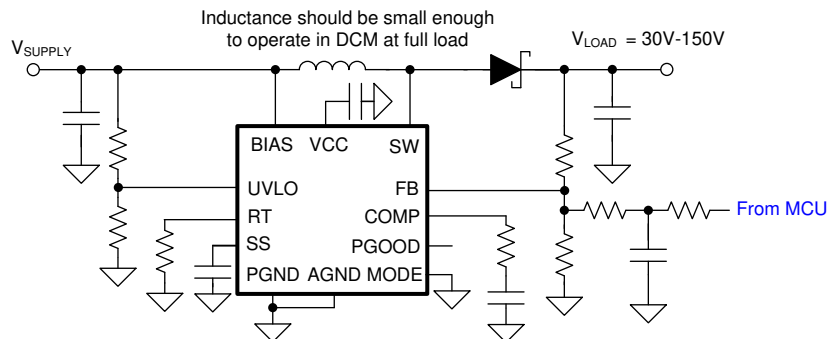 Inductance should be small enough
to operate in DCM at full load
VSUPPLY
VLOAD = 30V-150V
BIAS VCC SW
UVLO FB
RT COMP
SS PGOOD
PGND AGND MODE
From MCU